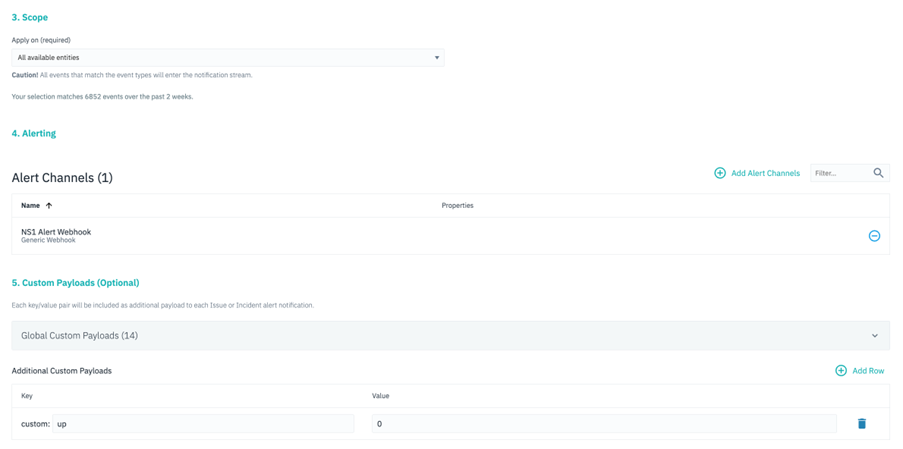 3. Scope
Apply on (required)
All available entities
Caution! All events that match the event types will enter the notification stream.
Your selection matches 6852 events over the past 2 weeks.
4. Alerting
Alert Channels (1)
Add Alert Channels
Filter...
Name
Properties
NS1 Alert Webhook
Generic Webhook
5. Custom Payloads (Optional)
Each key/value pair will be included as additional payload to each Issue or Incident alert notification.
Global Custom Payloads (14)
Additional Custom Payloads
Add Row
Key
Value
custom: up
0